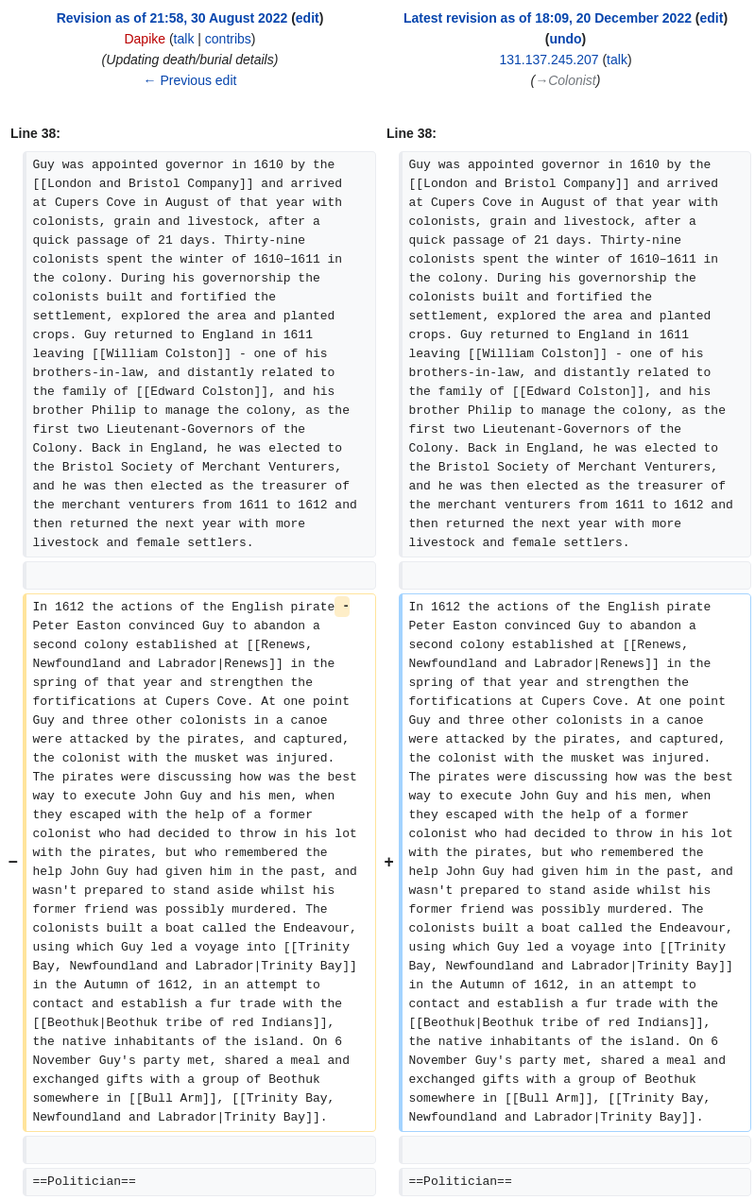 Revision as of 21:58, 30 August 2022 (edit)
Dapike (talk | contribs)
(Updating death/burial details)
← Previous edit
Latest revision as of 18:09, 20 December 2022 (edit)
(undo)
131.137.245.207 (talk)
(→Colonist)
Line 38:
Guy was appointed governor in 1610 by the
[[London and Bristol Company]] and arrived
at Cupers Cove in August of that year with
colonists, grain and livestock, after a
quick passage of 21 days. Thirty-nine
colonists spent the winter of 1610–1611 in
the colony. During his governorship the
colonists built and fortified the
settlement, explored the area and planted
crops. Guy returned to England in 1611
leaving [[William Colston]] - one of his
brothers-in-law, and distantly related to
the family of [[Edward Colston]], and his
brother Philip to manage the colony, as the
first two Lieutenant-Governors of the
Colony. Back in England, he was elected to
the Bristol Society of Merchant Venturers,
and he was then elected as the treasurer of
the merchant venturers from 1611 to 1612 and
then returned the next year with more
livestock and female settlers.
−
In 1612 the actions of the English pirate -
Peter Easton convinced Guy to abandon a
second colony established at [[Renews,
Newfoundland and Labrador|Renews]] in the
spring of that year and strengthen the
fortifications at Cupers Cove. At one point
Guy and three other colonists in a canoe
were attacked by the pirates, and captured,
the colonist with the musket was injured.
The pirates were discussing how was the best
way to execute John Guy and his men, when
they escaped with the help of a former
colonist who had decided to throw in his lot
with the pirates, but who remembered the
help John Guy had given him in the past, and
wasn't prepared to stand aside whilst his
former friend was possibly murdered. The
colonists built a boat called the Endeavour,
using which Guy led a voyage into [[Trinity
Bay, Newfoundland and Labrador|Trinity Bay]]
in the Autumn of 1612, in an attempt to
contact and establish a fur trade with the
[[Beothuk|Beothuk tribe of red Indians]],
the native inhabitants of the island. On 6
November Guy's party met, shared a meal and
exchanged gifts with a group of Beothuk
somewhere in [[Bull Arm]], [[Trinity Bay,
Newfoundland and Labrador|Trinity Bay]].
==Politician==
Line 38:
Guy was appointed governor in 1610 by the
[[London and Bristol Company]] and arrived
at Cupers Cove in August of that year with
colonists, grain and livestock, after a
quick passage of 21 days. Thirty-nine
colonists spent the winter of 1610–1611 in
the colony. During his governorship the
colonists built and fortified the
settlement, explored the area and planted
crops. Guy returned to England in 1611
leaving [[William Colston]] - one of his
brothers-in-law, and distantly related to
the family of [[Edward Colston]], and his
brother Philip to manage the colony, as the
first two Lieutenant-Governors of the
Colony. Back in England, he was elected to
the Bristol Society of Merchant Venturers,
and he was then elected as the treasurer of
the merchant venturers from 1611 to 1612 and
then returned the next year with more
livestock and female settlers.
+
In 1612 the actions of the English pirate
Peter Easton convinced Guy to abandon a
second colony established at [[Renews,
Newfoundland and Labrador|Renews]] in the
spring of that year and strengthen the
fortifications at Cupers Cove. At one point
Guy and three other colonists in a canoe
were attacked by the pirates, and captured,
the colonist with the musket was injured.
The pirates were discussing how was the best
way to execute John Guy and his men, when
they escaped with the help of a former
colonist who had decided to throw in his lot
with the pirates, but who remembered the
help John Guy had given him in the past, and
wasn't prepared to stand aside whilst his
former friend was possibly murdered. The
colonists built a boat called the Endeavour,
using which Guy led a voyage into [[Trinity
Bay, Newfoundland and Labrador|Trinity Bay]]
in the Autumn of 1612, in an attempt to
contact and establish a fur trade with the
[[Beothuk|Beothuk tribe of red Indians]],
the native inhabitants of the island. On 6
November Guy's party met, shared a meal and
exchanged gifts with a group of Beothuk
somewhere in [[Bull Arm]], [[Trinity Bay,
Newfoundland and Labrador|Trinity Bay]].
==Politician==